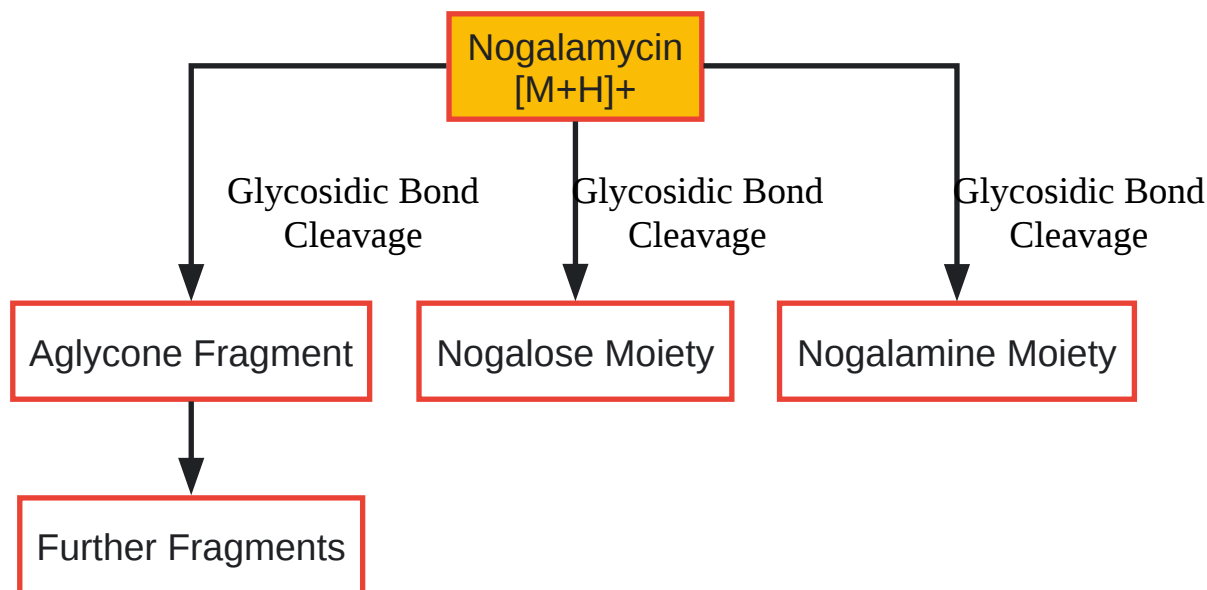 Nogalamycin
[M+H]+
Glycosidic Bond
Cleavage
Glycosidic Bond
Cleavage
Glycosidic Bond
Cleavage
Aglycone Fragment
Nogalose Moiety
Nogalamine Moiety
Further Fragments